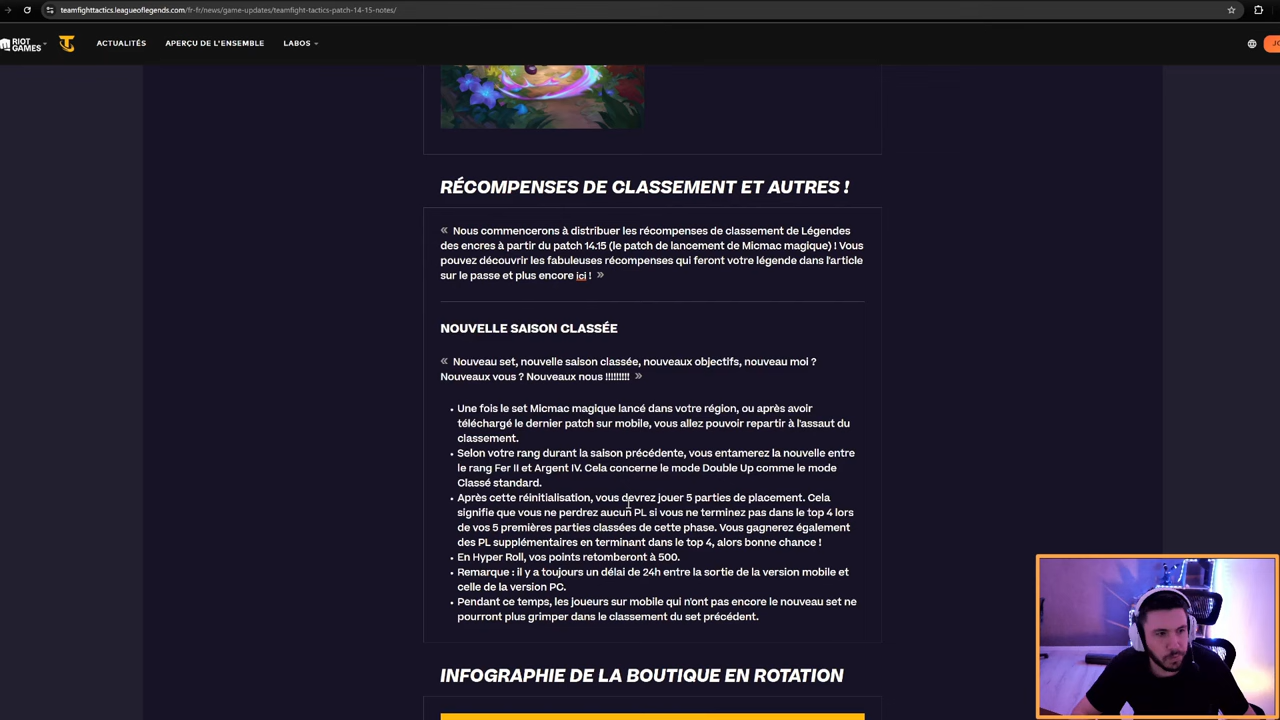 teamfighttactics.leagueoflegends.com/fr-fr/news/game-updates/teamfight-tactics-patch-14-15-notes/
RIOT GAMES
ACTUALITÉS
APERÇU DE L'ENSEMBLE
LABOS
RÉCOMPENSES DE CLASSEMENT ET AUTRES !
« Nous commencerons à distribuer les récompenses de classement de Légendes
des encres à partir du patch 14.15 (le patch de lancement de Micmac magique) ! Vous
pouvez découvrir les fabuleuses récompenses qui feront votre légende dans l'article
sur le passe et plus encore ici ! »
NOUVELLE SAISON CLASSÉE
« Nouveau set, nouvelle saison classée, nouveaux objectifs, nouveau moi ?
Nouveaux vous ? Nouveaux nous !!!!!!!!! »
• Une fois le set Micmac magique lancé dans votre région, ou après avoir
téléchargé le dernier patch sur mobile, vous allez pouvoir repartir à l'assaut du
classement.
• Selon votre rang durant la saison précédente, vous entamerez la nouvelle entre
le rang Fer II et Argent IV. Cela concerne le mode Double Up comme le mode
Classé standard.
• Après cette réinitialisation, vous devrez jouer 5 parties de placement. Cela
signifie que vous ne perdrez aucun PL si vous ne terminez pas dans le top 4 lors
de vos 5 premières parties classées de cette phase. Vous gagnerez également
des PL supplémentaires en terminant dans le top 4, alors bonne chance !
• En Hyper Roll, vos points retomberont à 500.
• Remarque : il y a toujours un délai de 24h entre la sortie de la version mobile et
celle de la version PC.
• Pendant ce temps, les joueurs sur mobile qui n'ont pas encore le nouveau set ne
pourront plus grimper dans le classement du set précédent.
INFOGRAPHIE DE LA BOUTIQUE EN ROTATION